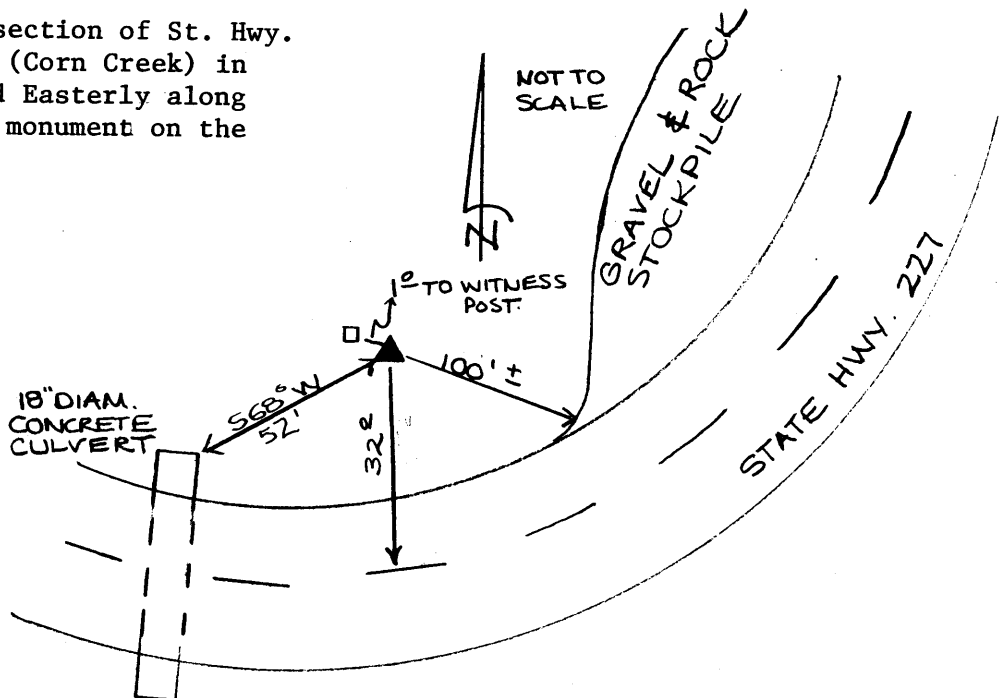 section of St. Hwy.
(Corn Creek) in
Easterly along
monument on the
NOT TO
SCALE
GRAVEL & ROCK
STOCKPILE
N
1º TO WITNESS
POST.
100' ±
S68°W
52'
32º
18" DIAM.
CONCRETE
CULVERT
STATE HWY. 227